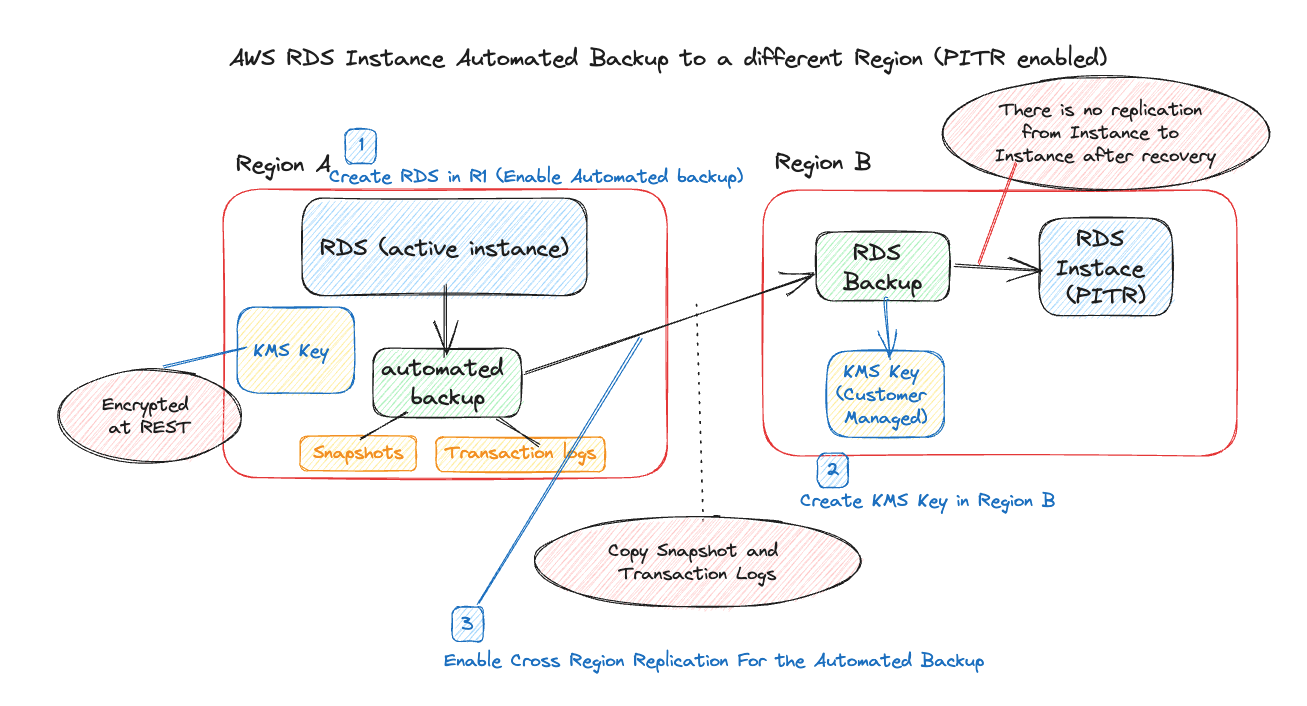 AWS RDS Instance Automated Backup to a different Region (PITR enabled)
There is no replication
from Instance to
Instance after recovery
1
Region A
Create RDS in R1 (Enable Automated backup)
Region B
RDS (active instance)
RDS
Backup
RDS
Instace
(PITR)
KMS Key
automated
backup
KMS Key
(Customer
Managed)
Encrypted
at REST
Snapshots
Transaction logs
2
Create KMS Key in Region B
Copy Snapshot and
Transaction Logs
3
Enable Cross Region Replication For the Automated Backup